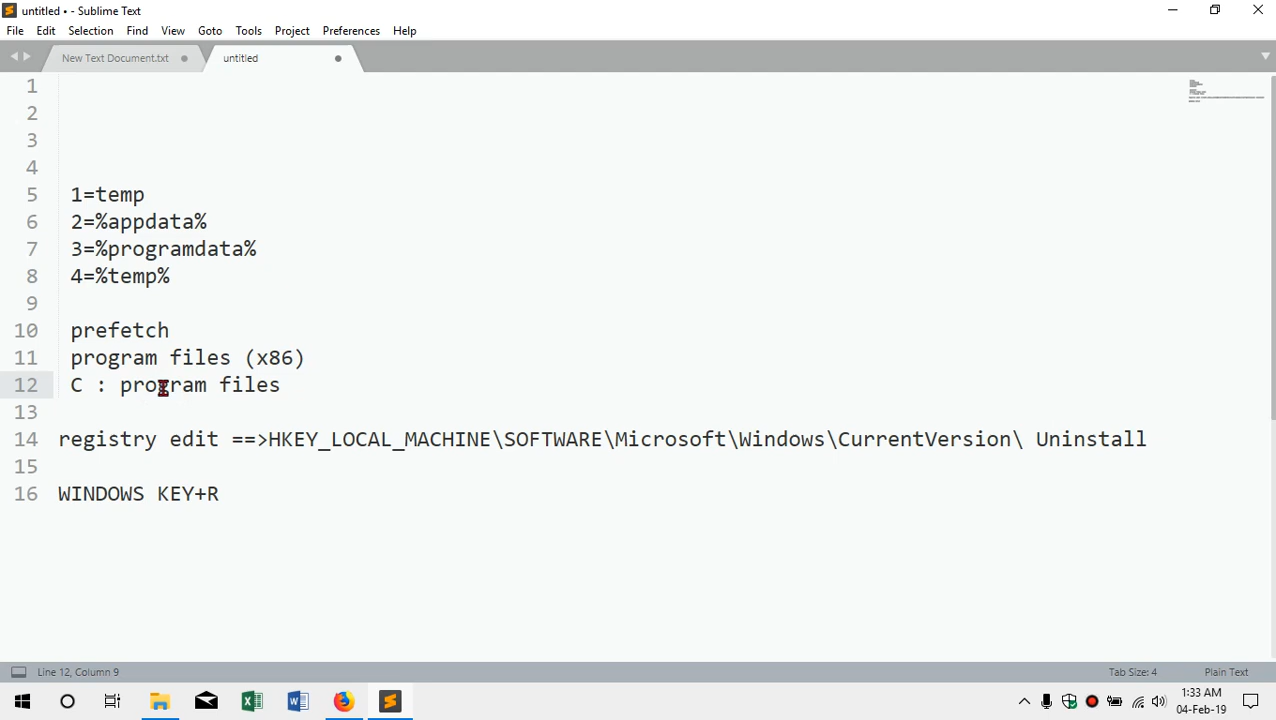 untitled • - Sublime Text
File Edit Selection Find View Goto Tools Project Preferences Help
New Text Document.txt untitled
1
2
3
4
5 1=temp
6 2=%appdata%
7 3=%programdata%
8 4=%temp%
9
10 prefetch
11 program files (x86)
12 C : program files
13
14 registry edit ==>HKEY_LOCAL_MACHINE\SOFTWARE\Microsoft\Windows\CurrentVersion\ Uninstall
15
16 WINDOWS KEY+R
Line 12, Column 9 Tab Size: 4 Plain Text
1:33 AM
04-Feb-19